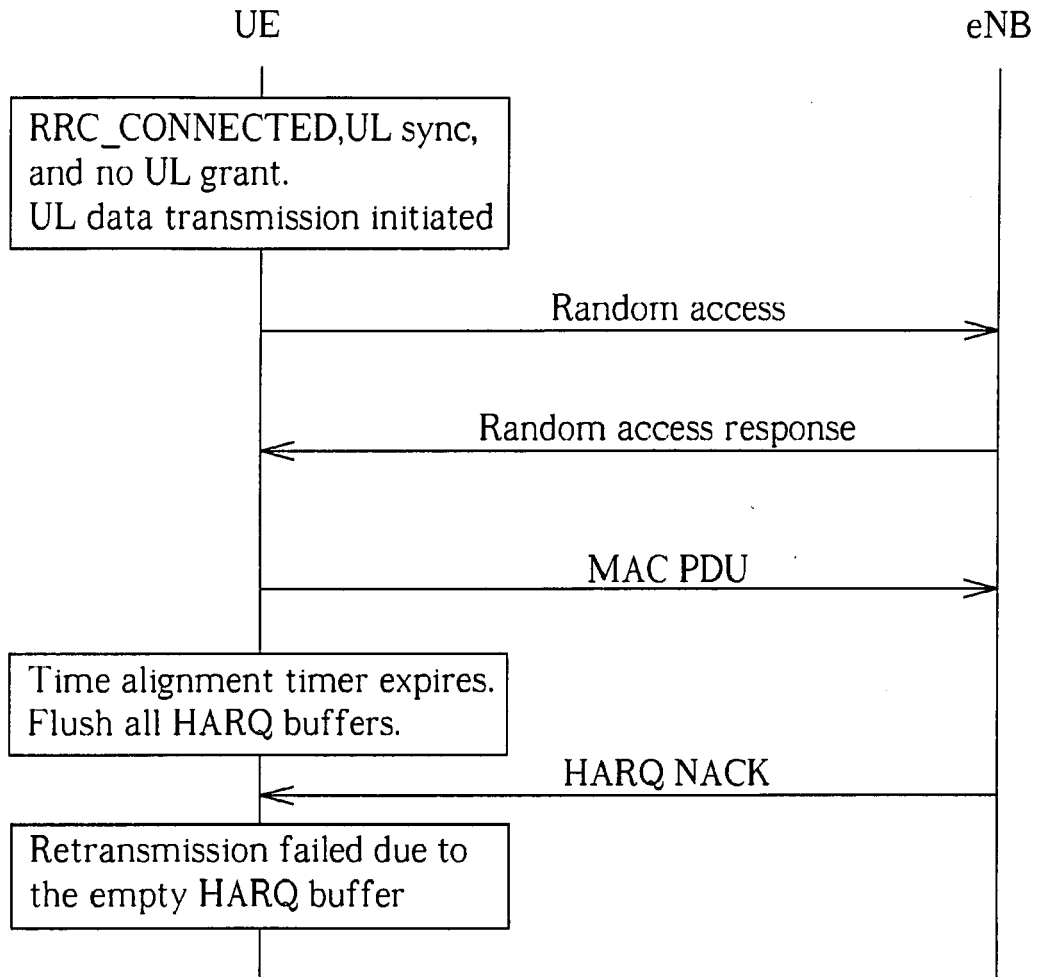 UE
eNB
RRC_CONNECTED,UL sync,
and no UL grant.
UL data transmission initiated
Random access
Random access response
MAC PDU
Time alignment timer expires.
Flush all HARQ buffers.
HARQ NACK
Retransmission failed due to
the empty HARQ buffer